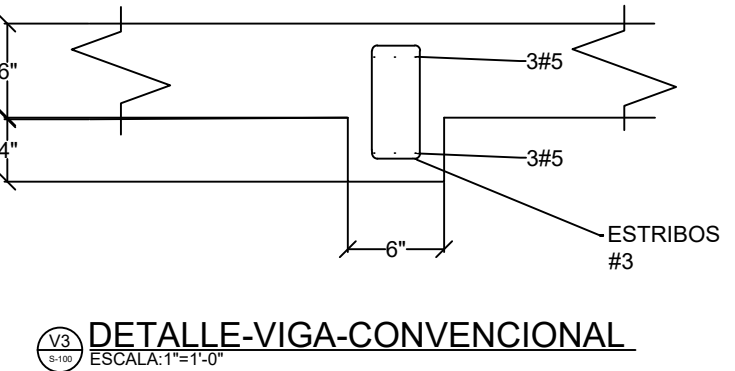 3#5
6"
4"
3#5
ESTRIBOS
#3
6"
V3
S-100
DETALLE-VIGA-CONVENCIONAL
ESCALA:1"=1'-0"